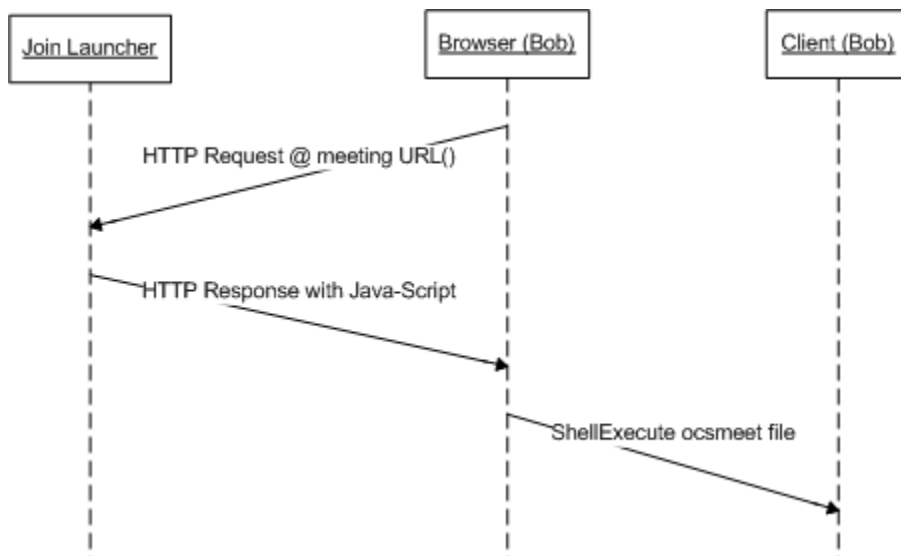 Join Launcher
Browser (Bob)
Client (Bob)
HTTP Request @ meeting URL()
HTTP Response with Java-Script
ShellExecute ocsmeet file